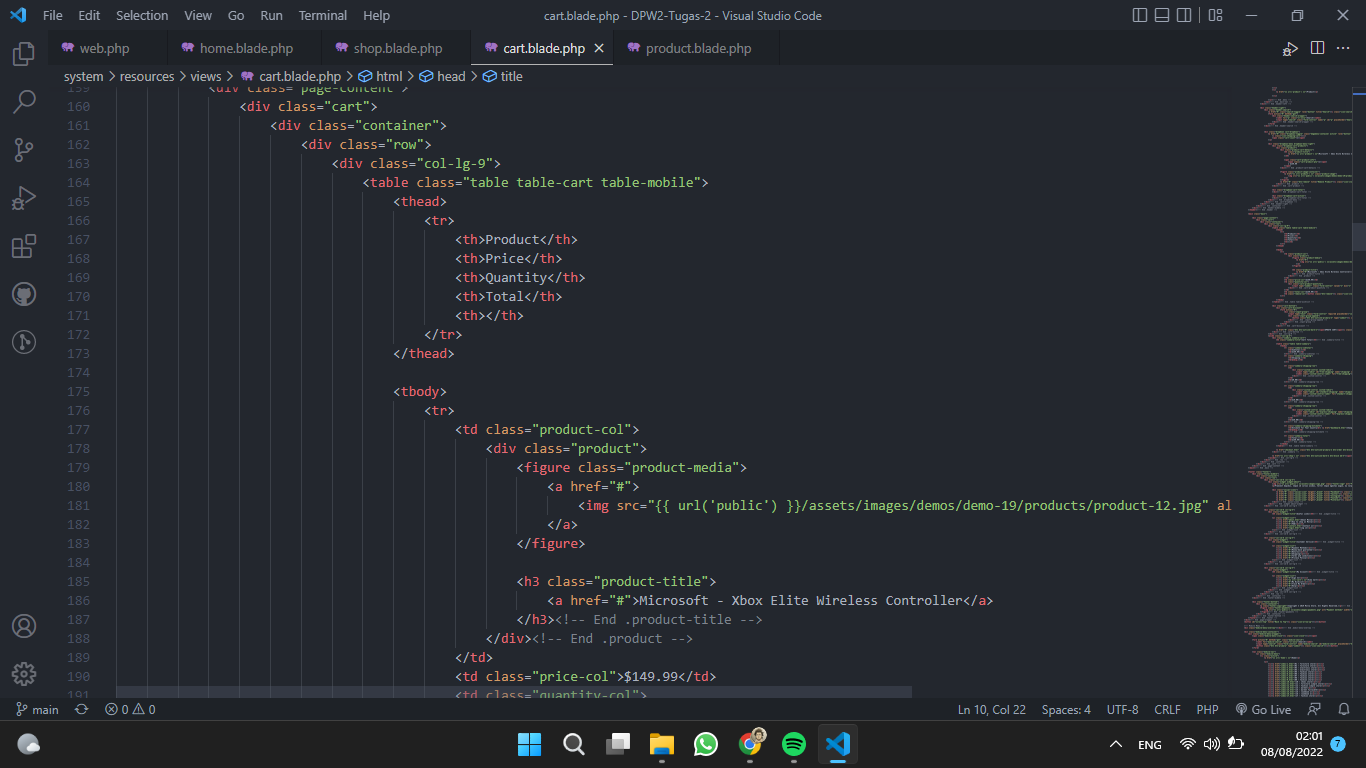 File Edit Selection View Go Run Terminal Help
cart.blade.php - DPW2-Tugas-2 - Visual Studio Code
web.php
home.blade.php
shop.blade.php
cart.blade.php
product.blade.php
system > resources > views > cart.blade.php > html > head > title
159 <div class="page-content">
160 <div class="cart">
161 <div class="container">
162 <div class="row">
163 <div class="col-lg-9">
164 <table class="table table-cart table-mobile">
165 <thead>
166 <tr>
167 <th>Product</th>
168 <th>Price</th>
169 <th>Quantity</th>
170 <th>Total</th>
171 <th></th>
172 </tr>
173 </thead>
174
175 <tbody>
176 <tr>
177 <td class="product-col">
178 <div class="product">
179 <figure class="product-media">
180 <a href="#">
181 <img src="{{ url('public') }}/assets/images/demos/demo-19/products/product-12.jpg" al
182 </a>
183 </figure>
184
185 <h3 class="product-title">
186 <a href="#">Microsoft - Xbox Elite Wireless Controller</a>
187 </h3><!-- End .product-title -->
188 </div><!-- End .product -->
189 </td>
190 <td class="price-col">$149.99</td>
191 <td class="quantity-col">
main
0 0
Ln 10, Col 22
Spaces: 4
UTF-8
CRLF
PHP
Go Live
ENG
02:01
08/08/2022
7